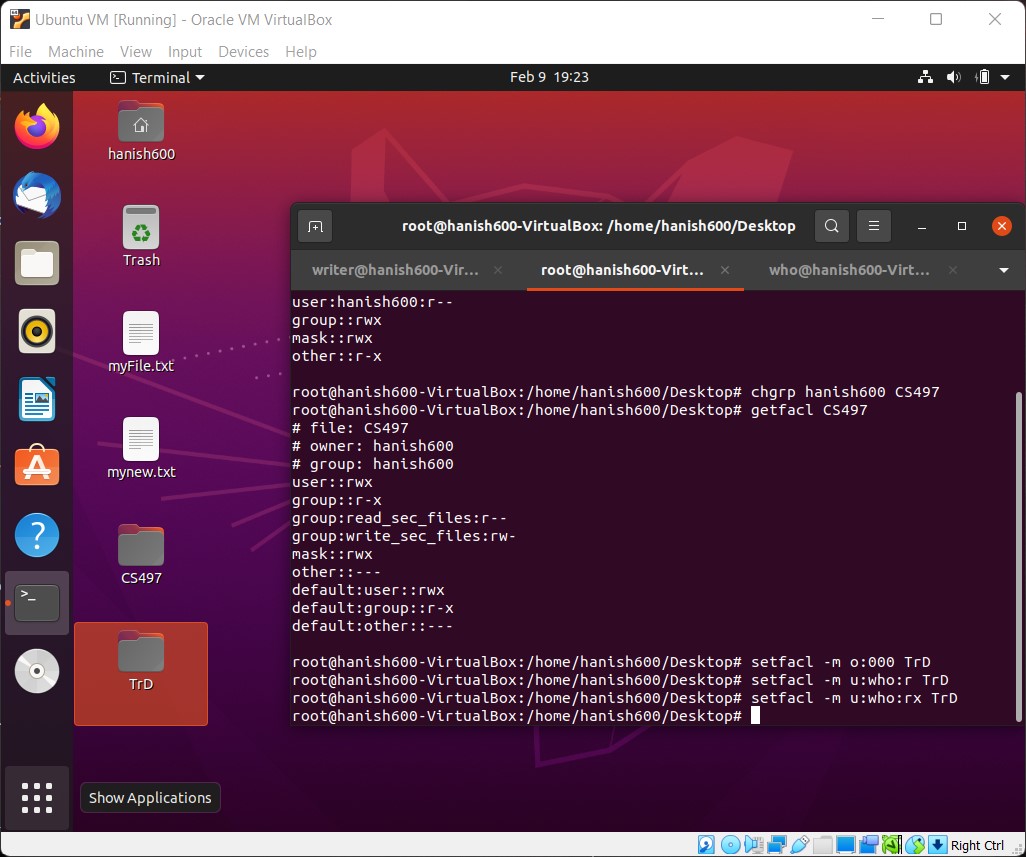 Ubuntu VM [Running] - Oracle VM VirtualBox
File Machine View Input Devices Help
Activities Terminal Feb 9 19:23
hanish600
Trash
myFile.txt
mynew.txt
CS497
TrD
Show Applications
root@hanish600-VirtualBox: /home/hanish600/Desktop
writer@hanish600-Vir... root@hanish600-Virt... who@hanish600-Virt...
user:hanish600:r--
group::rwx
mask::rwx
other::r-x
root@hanish600-VirtualBox:/home/hanish600/Desktop# chgrp hanish600 CS497
root@hanish600-VirtualBox:/home/hanish600/Desktop# getfacl CS497
# file: CS497
# owner: hanish600
# group: hanish600
user::rwx
group::r-x
group:read_sec_files:r--
group:write_sec_files:rw-
mask::rwx
other::---
default:user::rwx
default:group::r-x
default:other::---
root@hanish600-VirtualBox:/home/hanish600/Desktop# setfacl -m o:000 TrD
root@hanish600-VirtualBox:/home/hanish600/Desktop# setfacl -m u:who:r TrD
root@hanish600-VirtualBox:/home/hanish600/Desktop# setfacl -m u:who:rx TrD
root@hanish600-VirtualBox:/home/hanish600/Desktop#
Right Ctrl